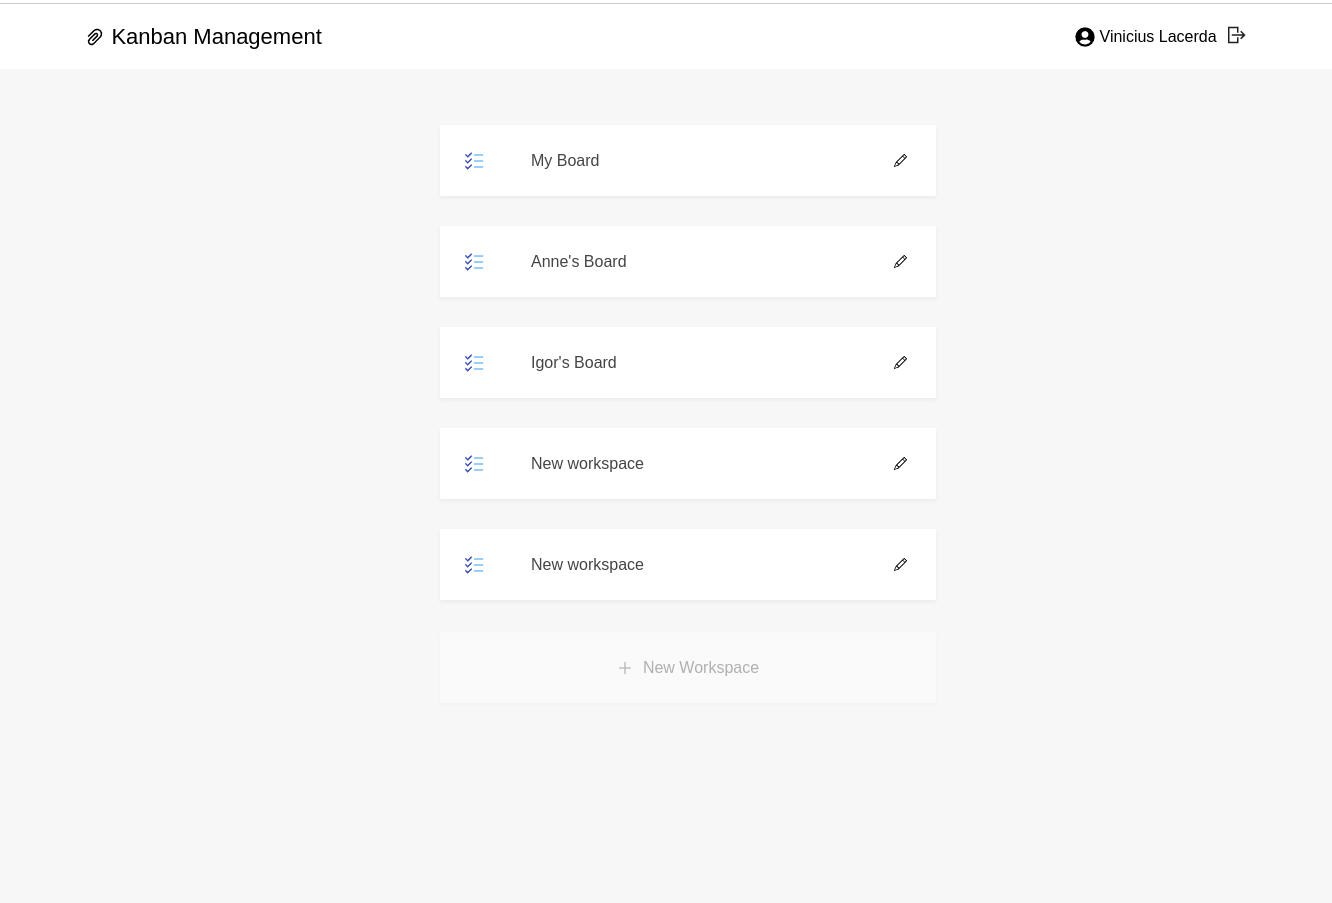 Kanban Management
Vinicius Lacerda
My Board
Anne's Board
Igor's Board
New workspace
New workspace
New Workspace